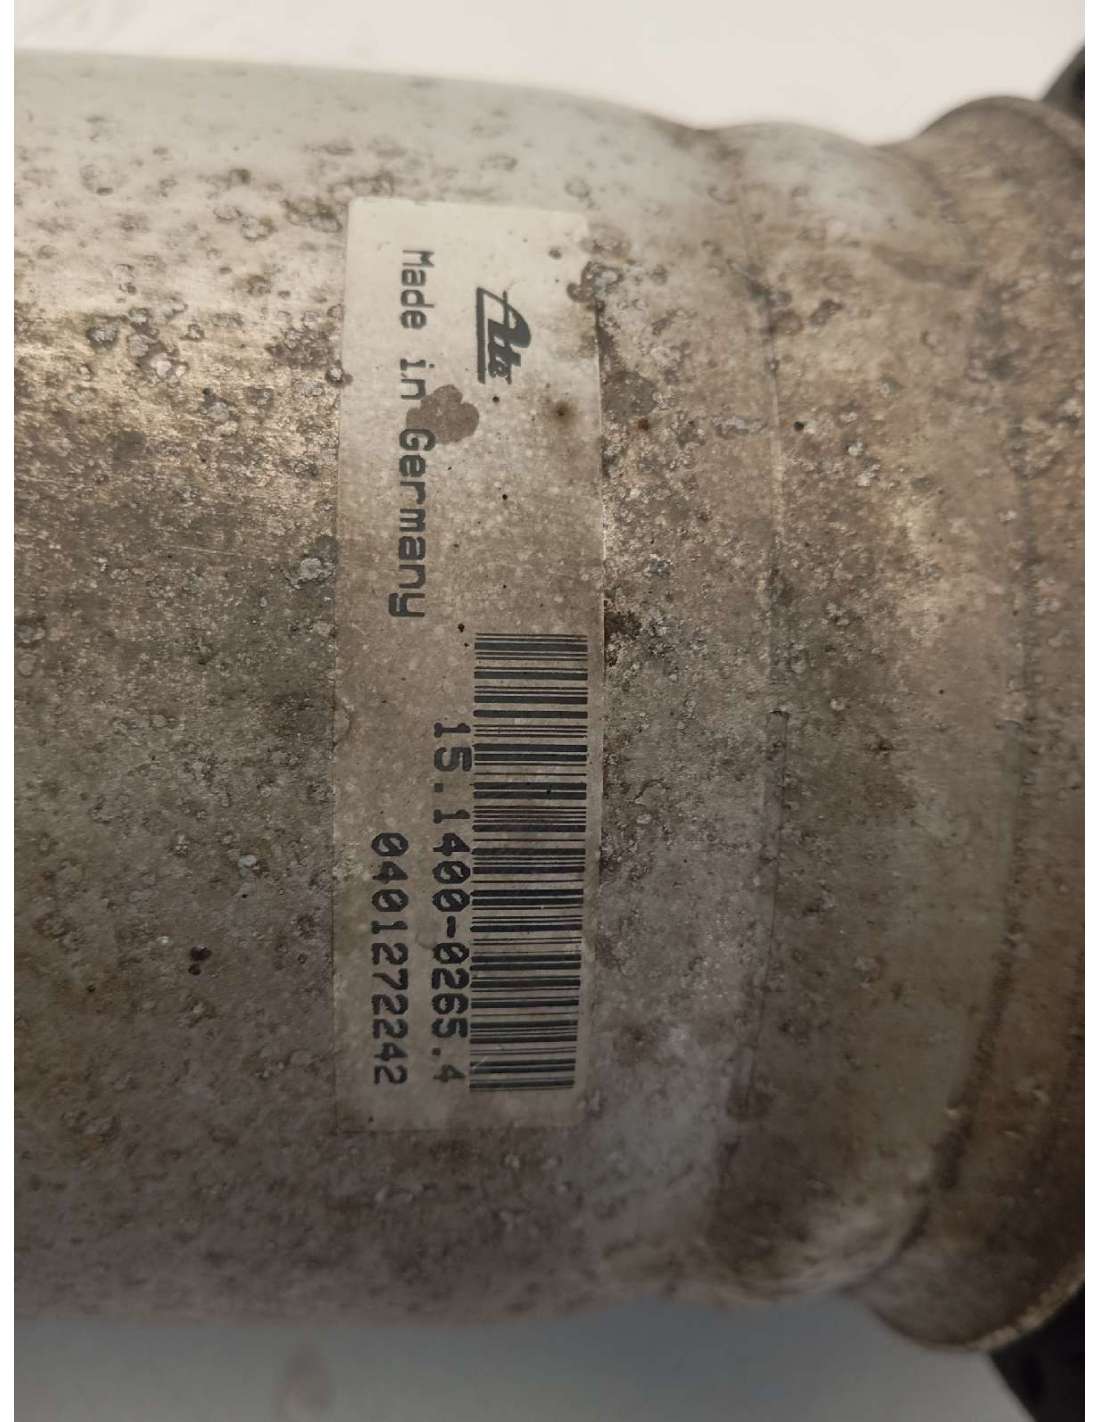 Ate
Made in Germany
15.1400-0265.4
0401272242